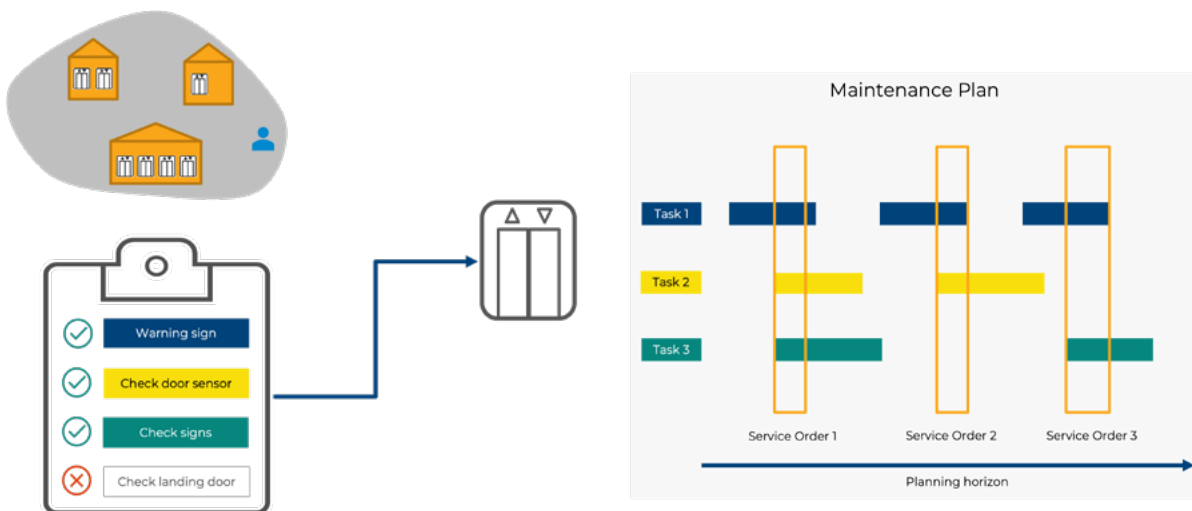 Warning sign
Check door sensor
Check signs
Check landing door
Maintenance Plan
Task 1
Task 2
Task 3
Service Order 1
Service Order 2
Service Order 3
Planning horizon